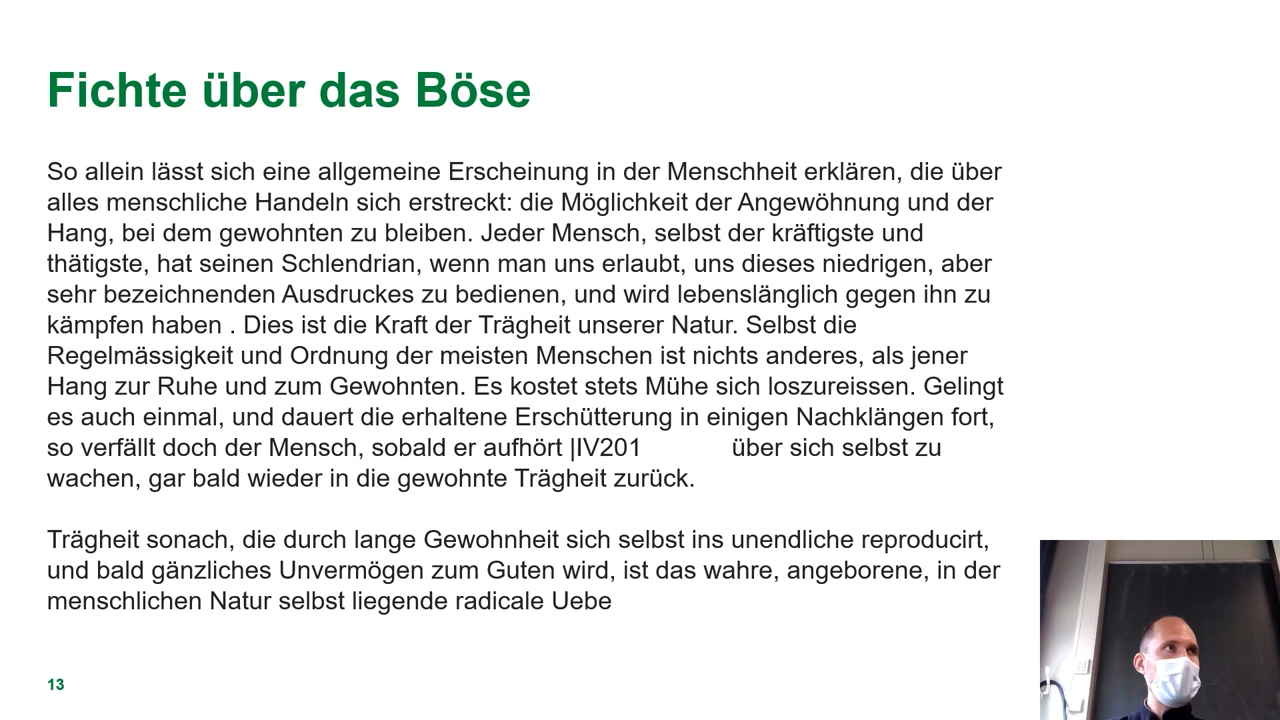 Fichte über das Böse
So allein lässt sich eine allgemeine Erscheinung in der Menschheit erklären, die über
alles menschliche Handeln sich erstreckt: die Möglichkeit der Angewöhnung und der
Hang, bei dem gewohnten zu bleiben. Jeder Mensch, selbst der kräftigste und
thätigste, hat seinen Schlendrian, wenn man uns erlaubt, uns dieses niedrigen, aber
sehr bezeichnenden Ausdruckes zu bedienen, und wird lebenslänglich gegen ihn zu
kämpfen haben . Dies ist die Kraft der Trägheit unserer Natur. Selbst die
Regelmässigkeit und Ordnung der meisten Menschen ist nichts anderes, als jener
Hang zur Ruhe und zum Gewohnten. Es kostet stets Mühe sich loszureissen. Gelingt
es auch einmal, und dauert die erhaltene Erschütterung in einigen Nachklängen fort,
so verfällt doch der Mensch, sobald er aufhört |IV201 über sich selbst zu
wachen, gar bald wieder in die gewohnte Trägheit zurück.
Trägheit sonach, die durch lange Gewohnheit sich selbst ins unendliche reproducirt,
und bald gänzliches Unvermögen zum Guten wird, ist das wahre, angeborene, in der
menschlichen Natur selbst liegende radicale Uebe
13